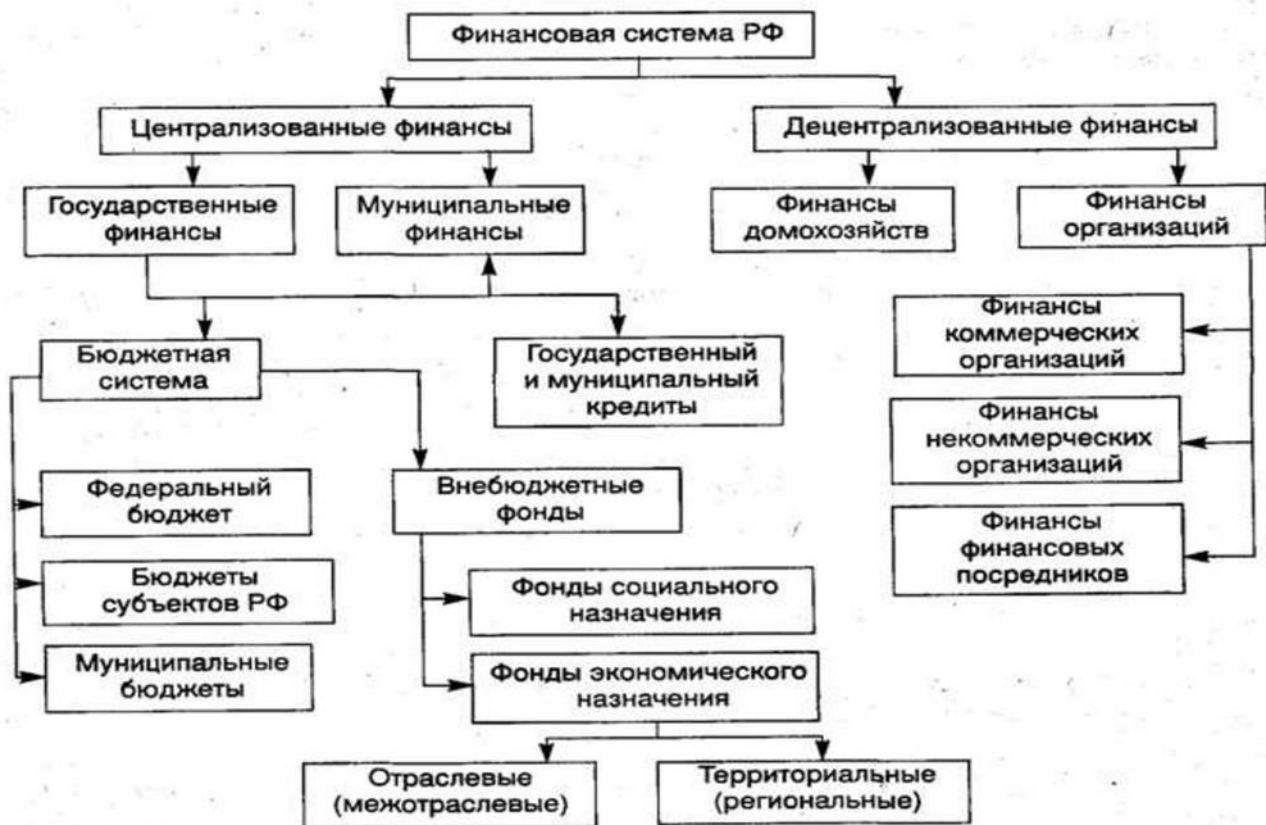 Финансовая система РФ
Централизованные финансы
Децентрализованные финансы
Государственные
финансы
Муниципальные
финансы
Финансы
домохозяйств
Финансы
организаций
Финансы
коммерческих
организаций
Бюджетная
система
Государственный
и муниципальный
кредиты
Финансы
некоммерческих
организаций
Федеральный
бюджет
Внебюджетные
фонды
Финансы
финансовых
посредников
Бюджеты
субъектов РФ
Фонды социального
назначения
Муниципальные
бюджеты
Фонды экономического
назначения
Отраслевые
(межотраслевые)
Территориальные
(региональные)